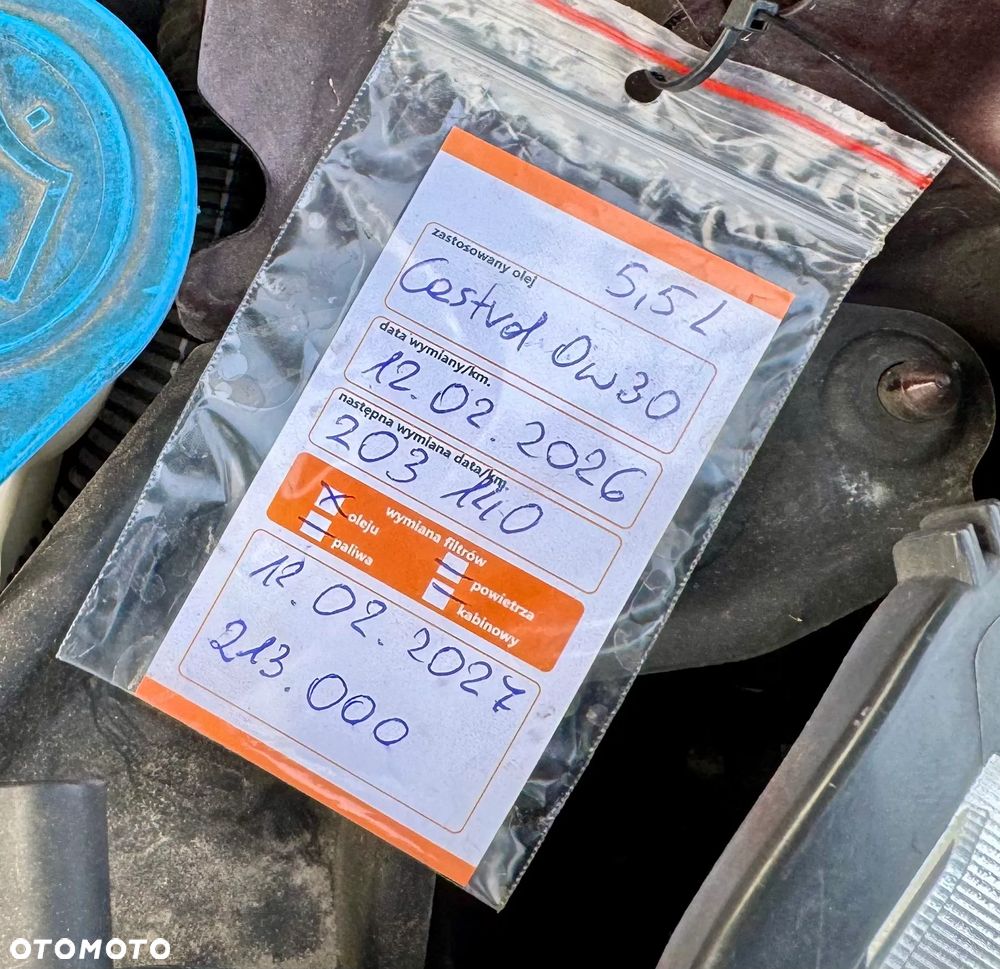 5,5 L
zastosowany olej
Castrol 0w30
data wymiany/km.
12.02.2026
następna wymiana data/km.
203 140
wymiana filtrów
oleju
powietrza
paliwa
kabinowy
12.02.2027
213.000
OTOMOTO